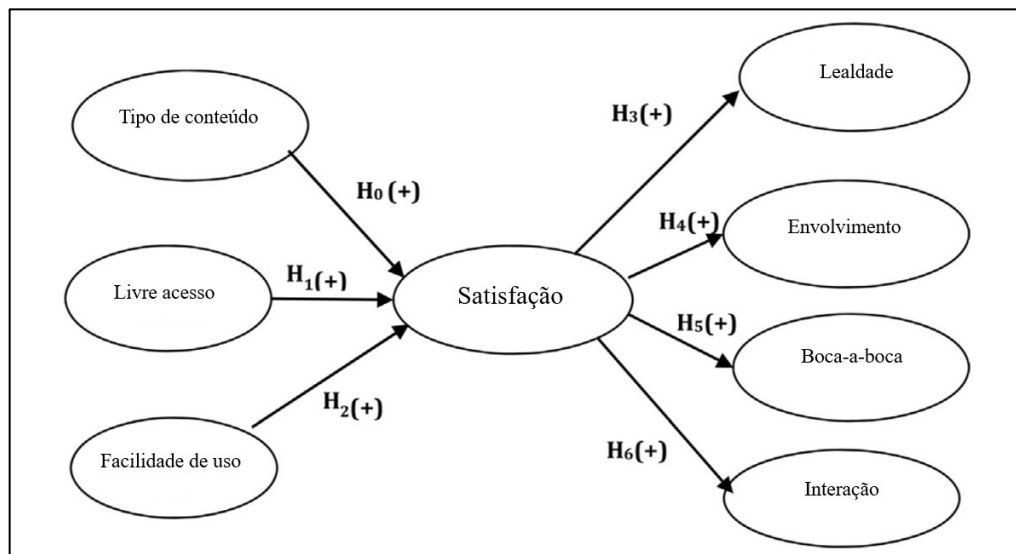 Tipo de conteúdo
Livre acesso
Facilidade de uso
H₀ (+)
H₁(+)
H₂(+)
Satisfação
H₃(+)
H₄(+)
H₅(+)
H₆(+)
Lealdade
Envolvimento
Boca-a-boca
Interação